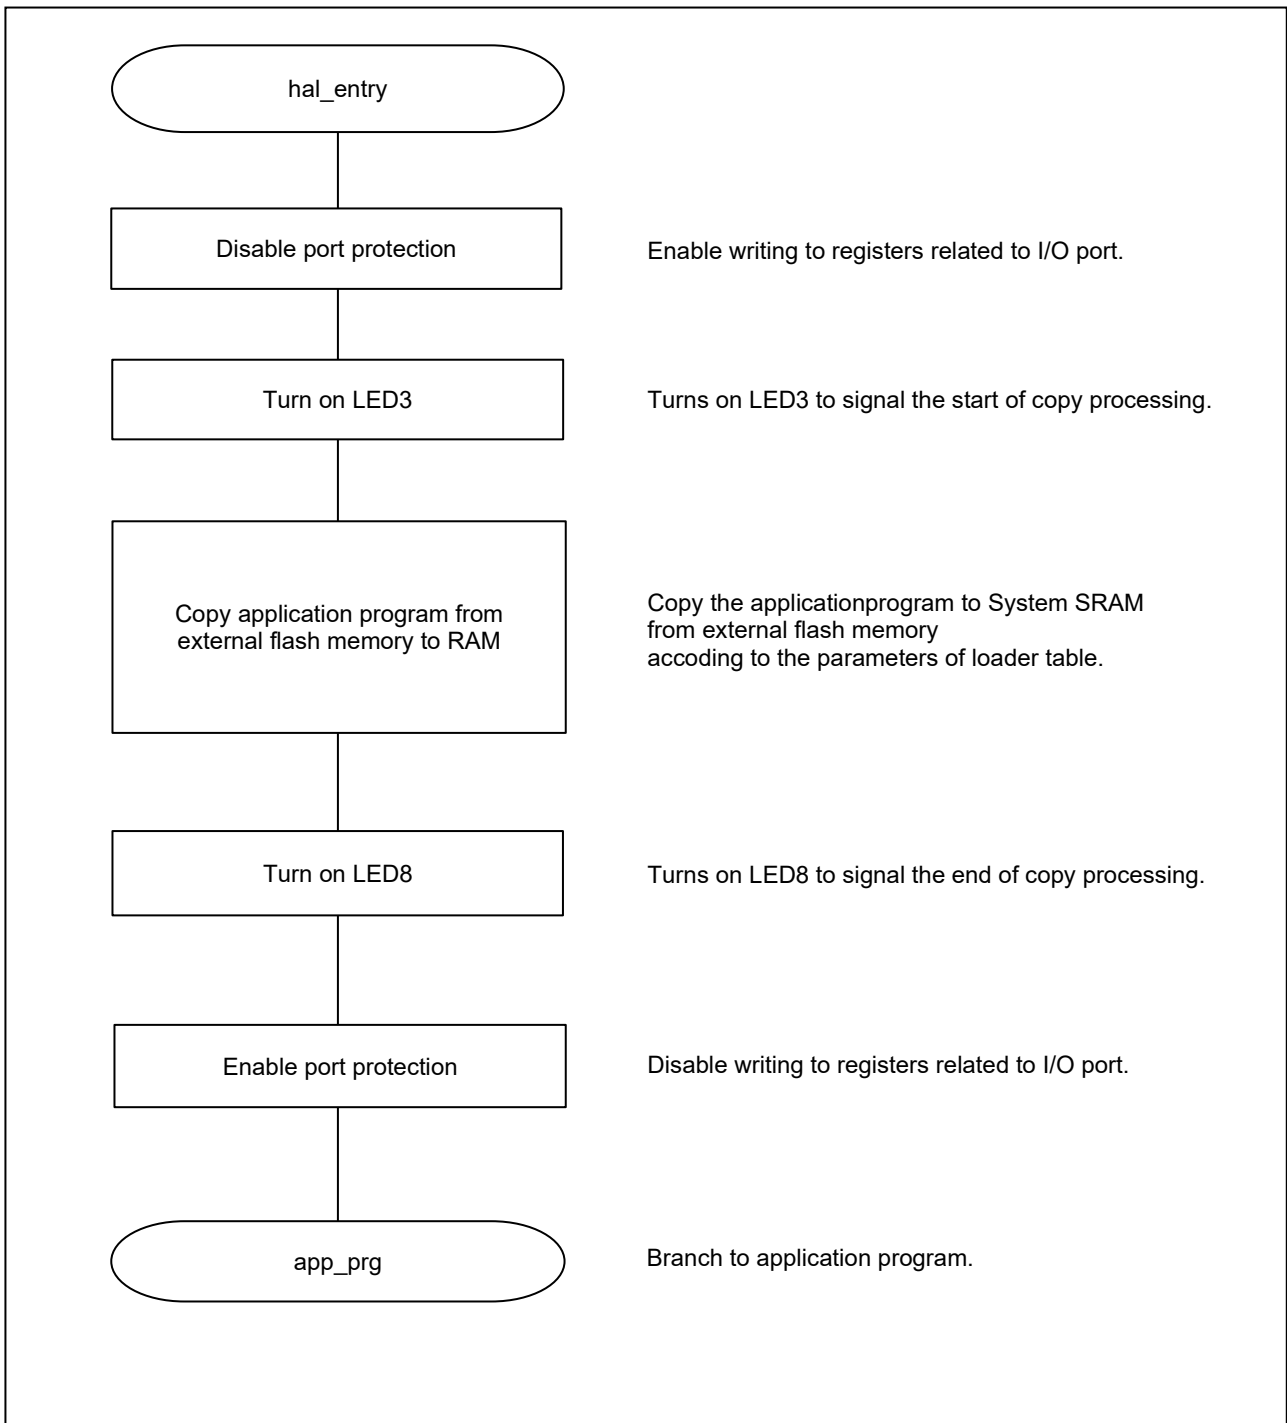 hal_entry
Disable port protection
Enable writing to registers related to I/O port.
Turn on LED3
Turns on LED3 to signal the start of copy processing.
Copy application program from
external flash memory to RAM
Copy the applicationprogram to System SRAM
from external flash memory
accoding to the parameters of loader table.
Turn on LED8
Turns on LED8 to signal the end of copy processing.
Enable port protection
Disable writing to registers related to I/O port.
app_prg
Branch to application program.